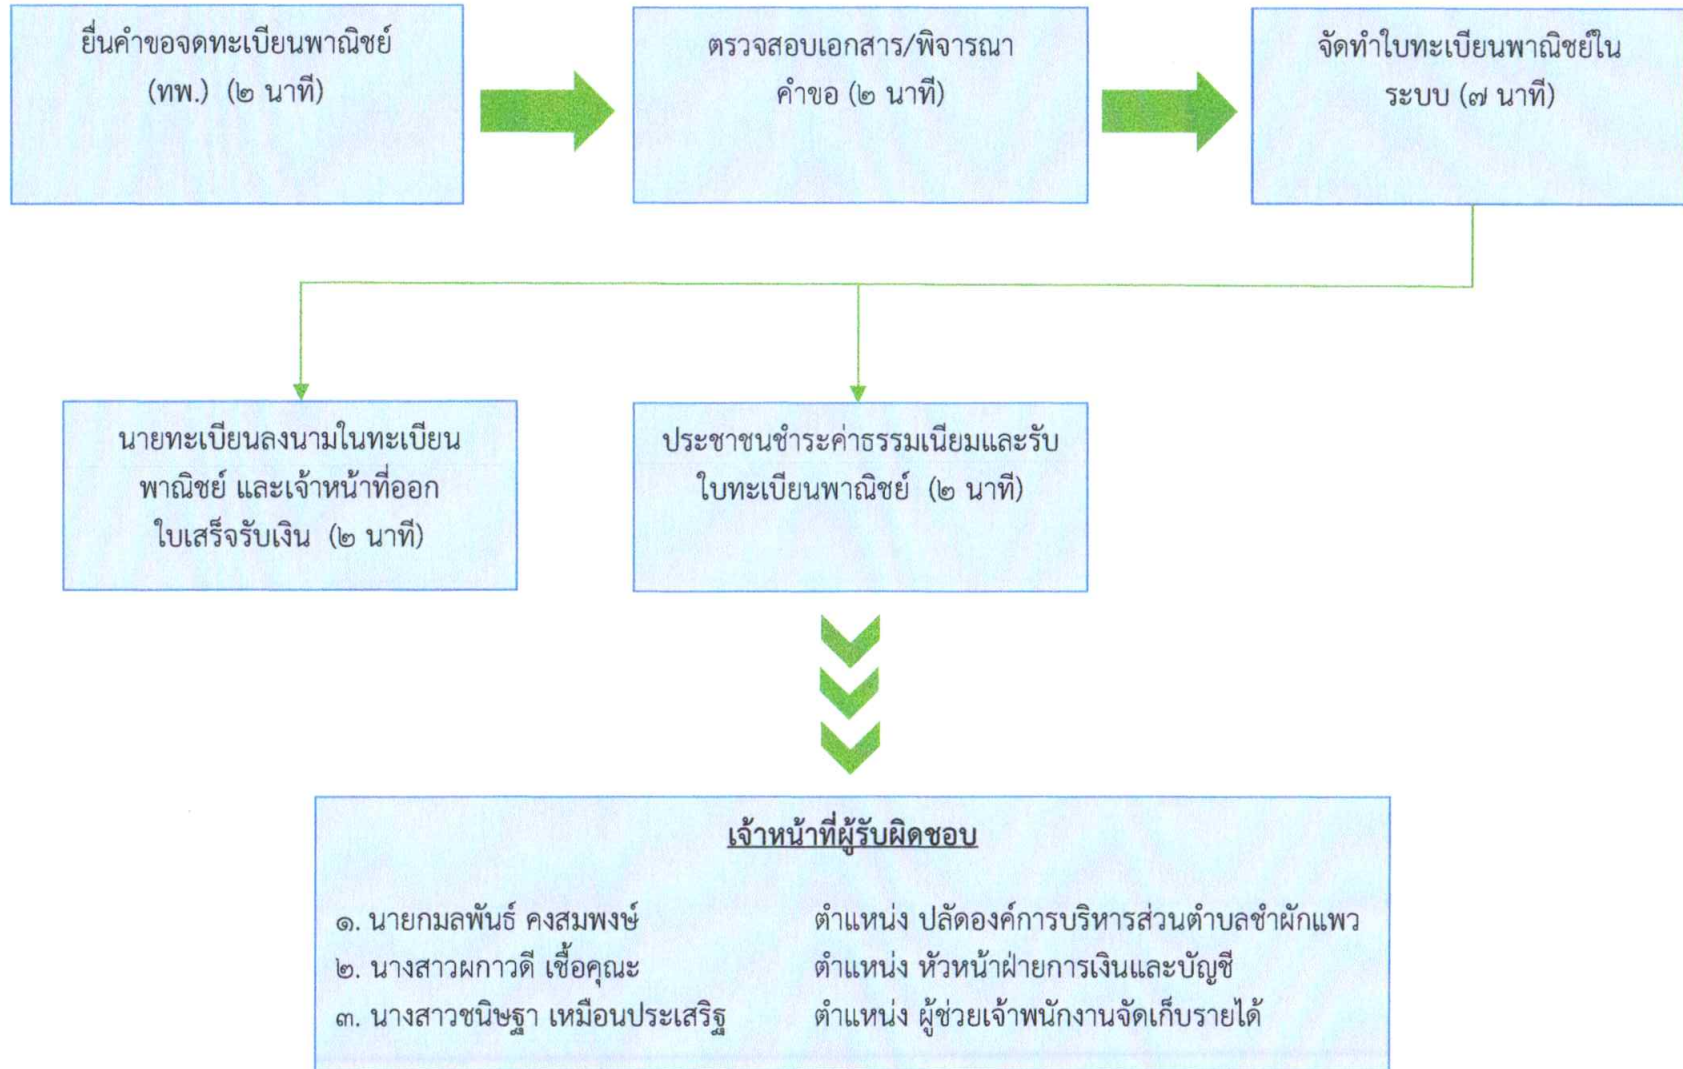 ยื่นคำขอจดทะเบียนพาณิชย์
(ทพ.) (๒ นาที)
ตรวจสอบเอกสาร/พิจารณา
คำขอ (๒ นาที)
จัดทำใบทะเบียนพาณิชย์ใน
ระบบ (๗ นาที)
นายทะเบียนลงนามในทะเบียน
พาณิชย์ และเจ้าหน้าที่ออก
ใบเสร็จรับเงิน (๒ นาที)
ประชาชนชำระค่าธรรมเนียมและรับ
ใบทะเบียนพาณิชย์ (๒ นาที)
เจ้าหน้าที่ผู้รับผิดชอบ
๑. นายกมลพันธ์ คงสมพงษ์ ตำแหน่ง ปลัดองค์การบริหารส่วนตำบลชำผักแพว
๒. นางสาวผกาวดี เชื้อคุณะ ตำแหน่ง หัวหน้าฝ่ายการเงินและบัญชี
๓. นางสาวชนิษฐา เหมือนประเสริฐ ตำแหน่ง ผู้ช่วยเจ้าพนักงานจัดเก็บรายได้